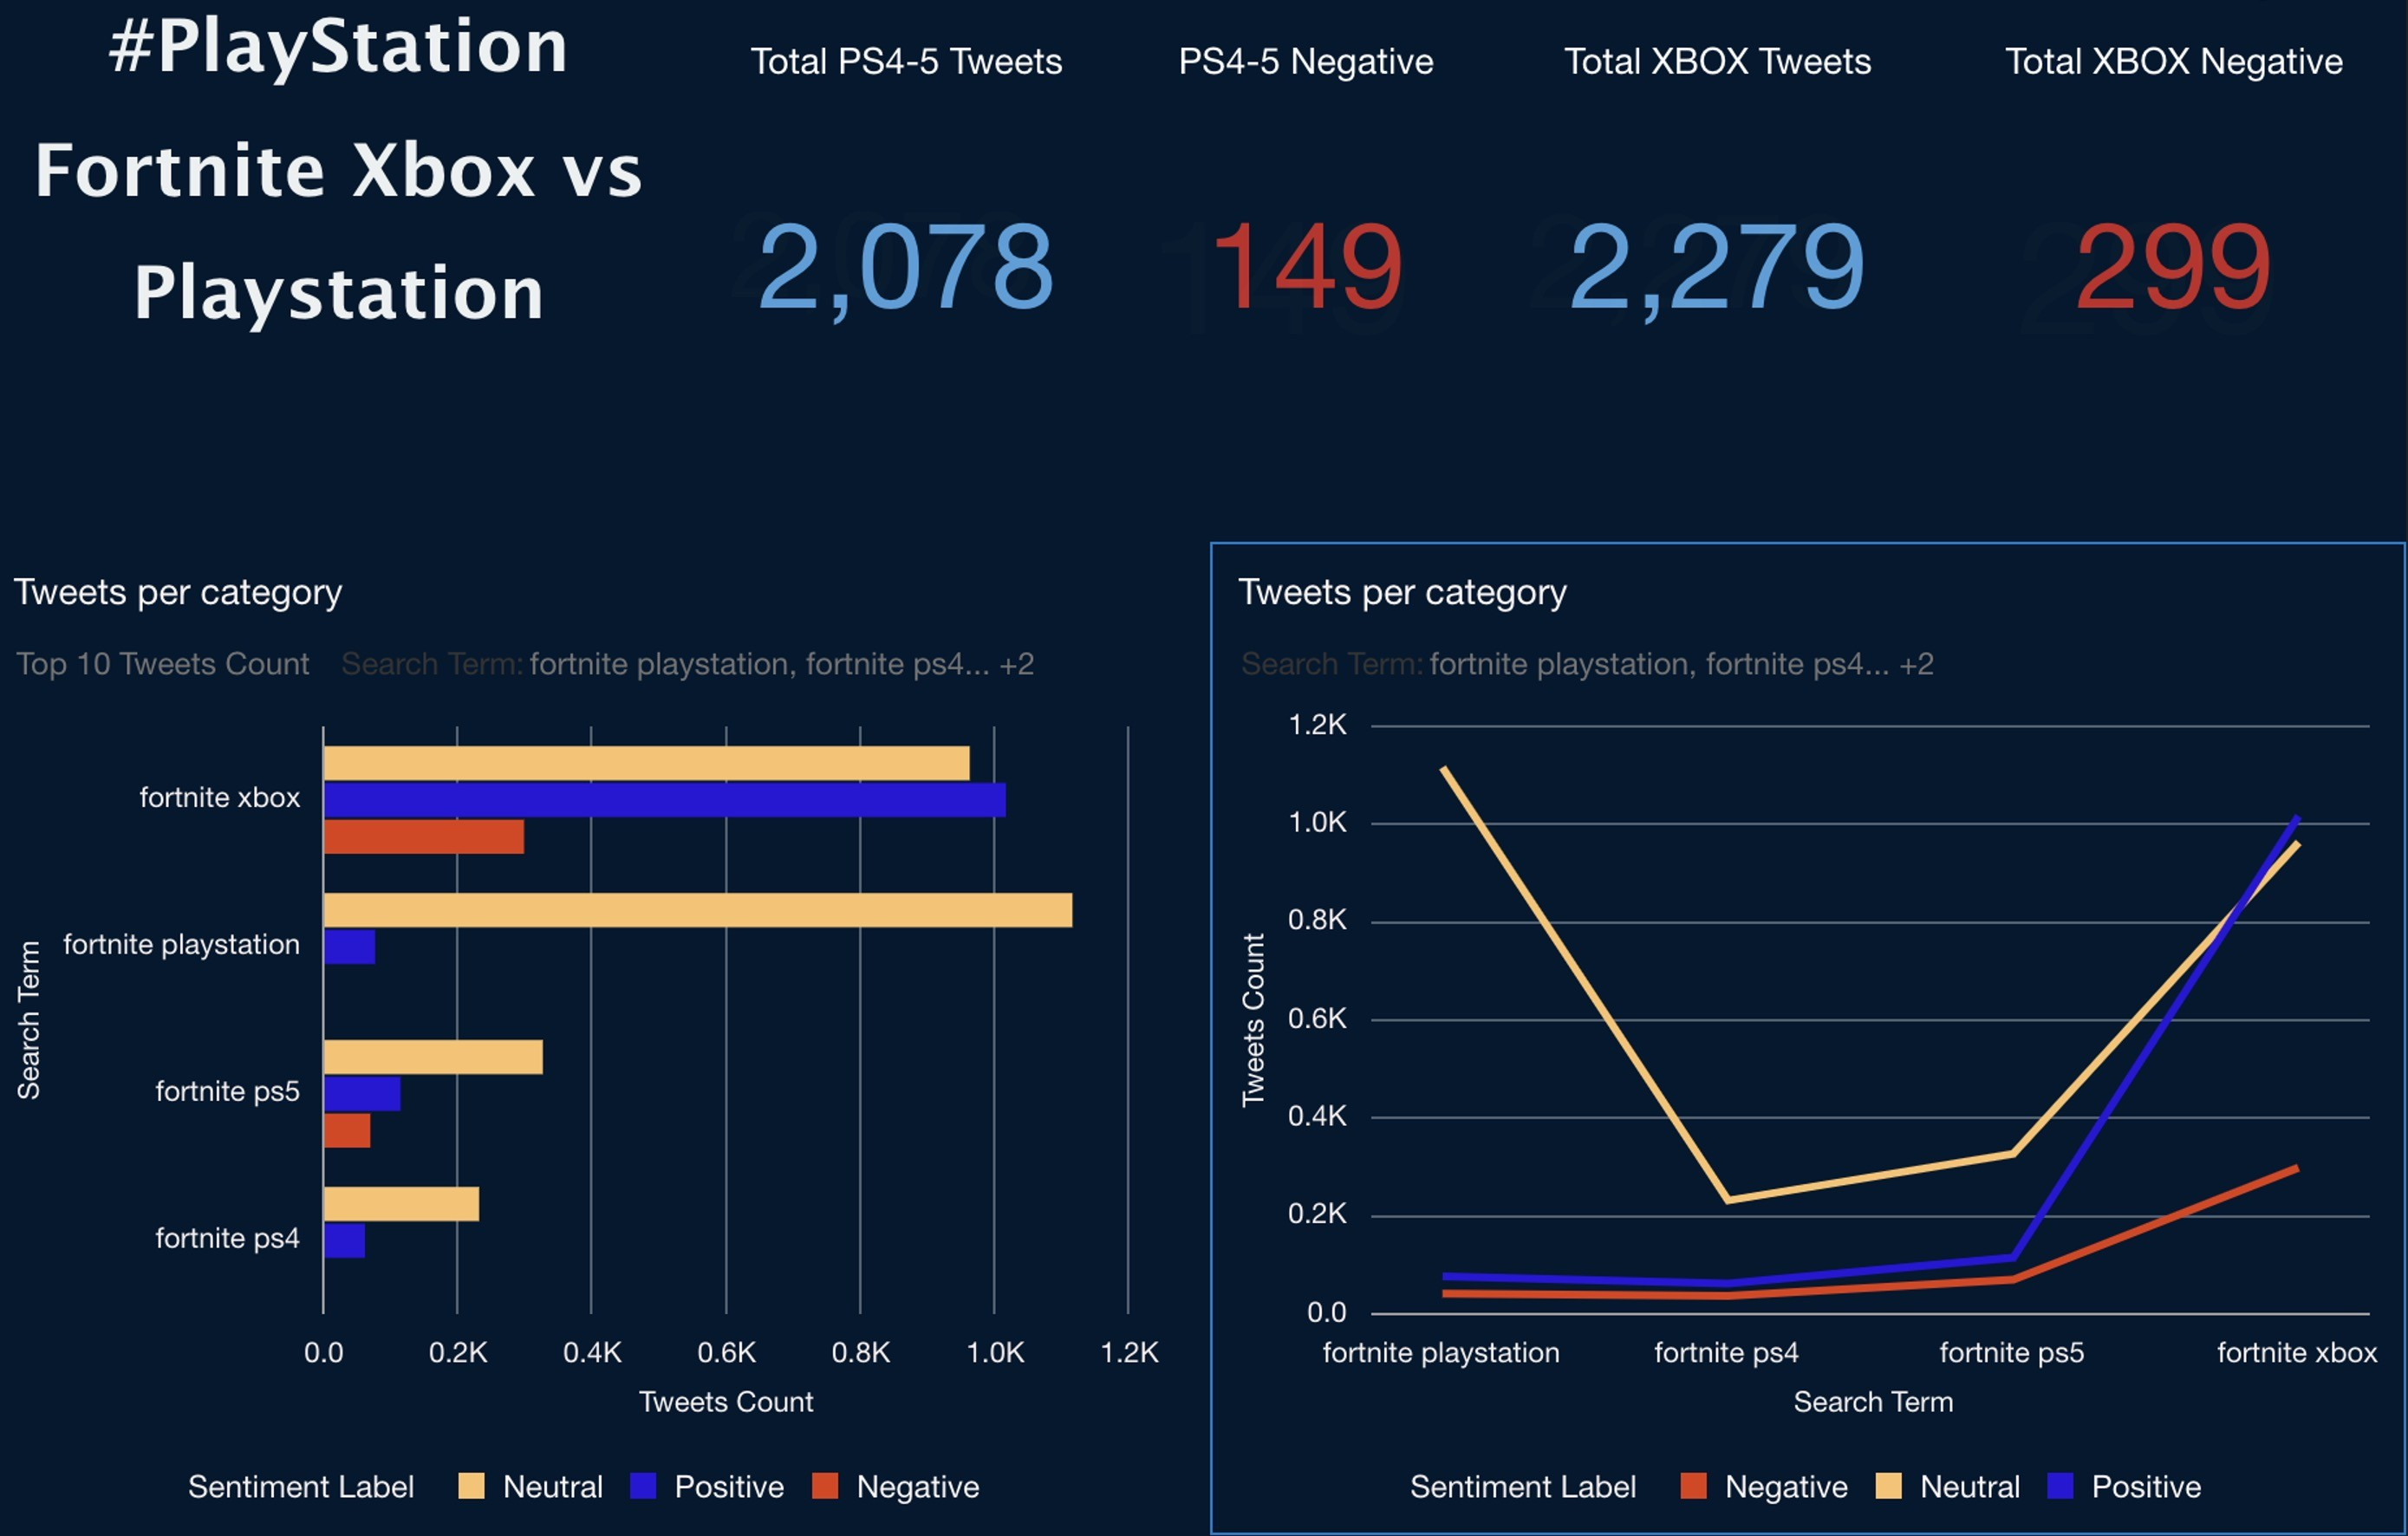 #PlayStation
Fortnite Xbox vs
Playstation
Total PS4-5 Tweets
2,078
PS4-5 Negative
149
Total XBOX Tweets
2,279
Total XBOX Negative
299
Tweets per category
Top 10 Tweets Count Search Term: fortnite playstation, fortnite ps4... +2
Search Term
fortnite xbox
fortnite playstation
fortnite ps5
fortnite ps4
0.0 0.2K 0.4K 0.6K 0.8K 1.0K 1.2K
Tweets Count
Sentiment Label Neutral Positive Negative
Tweets per category
Search Term: fortnite playstation, fortnite ps4... +2
Tweets Count
1.2K
1.0K
0.8K
0.6K
0.4K
0.2K
0.0
fortnite playstation fortnite ps4 fortnite ps5 fortnite xbox
Search Term
Sentiment Label Negative Neutral Positive